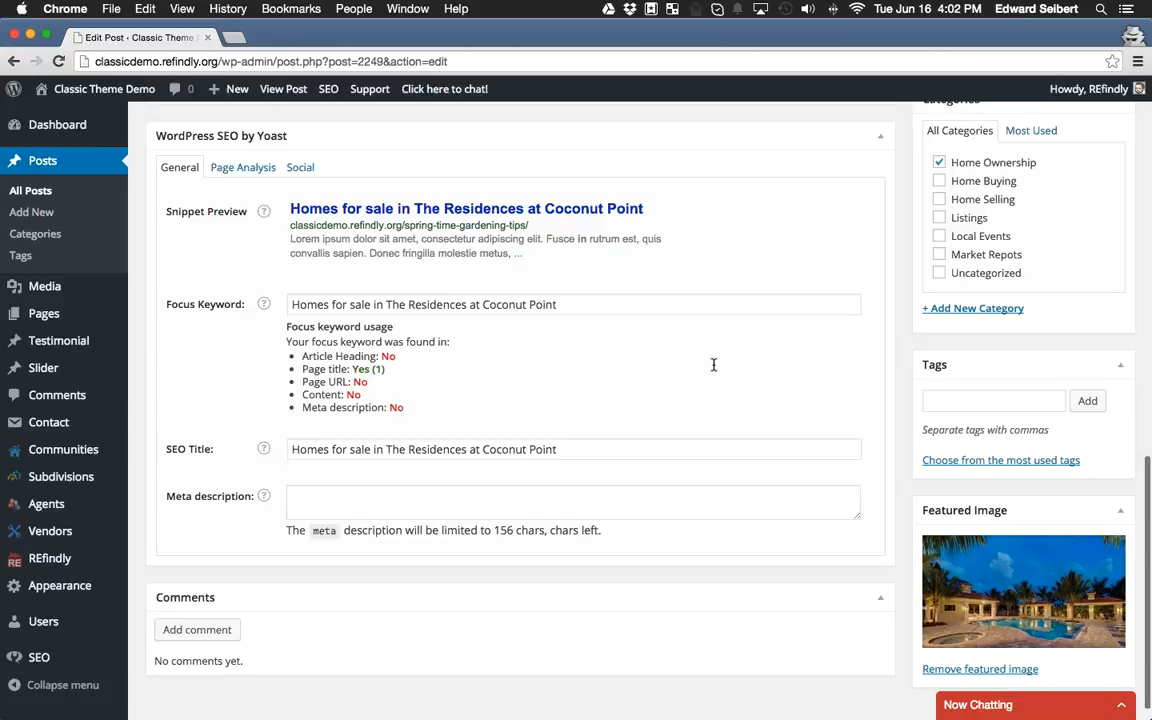 Chrome File Edit View History Bookmarks People Window Help Tue Jun 16 4:02 PM Edward Seibert
Edit Post ‹ Classic Theme
classicdemo.refindly.org/wp-admin/post.php?post=2249&action=edit
Classic Theme Demo 0 + New View Post SEO Support Click here to chat! Howdy, REfindly
Dashboard
Posts
All Posts
Add New
Categories
Tags
Media
Pages
Testimonial
Slider
Comments
Contact
Communities
Subdivisions
Agents
Vendors
RE REfindly
Appearance
Users
SEO
Collapse menu
WordPress SEO by Yoast
General Page Analysis Social
Snippet Preview ? Homes for sale in The Residences at Coconut Point
classicdemo.refindly.org/spring-time-gardening-tips/
Lorem ipsum dolor sit amet, consectetur adipiscing elit. Fusce in rutrum est, quis
convallis sapien. Donec fringilla molestie metus, ...
Focus Keyword: ? Homes for sale in The Residences at Coconut Point
Focus keyword usage
Your focus keyword was found in:
• Article Heading: No
• Page title: Yes (1)
• Page URL: No
• Content: No
• Meta description: No
SEO Title: ? Homes for sale in The Residences at Coconut Point
Meta description: ?
The meta description will be limited to 156 chars, chars left.
Comments
Add comment
No comments yet.
Categories
All Categories Most Used
Home Ownership
Home Buying
Home Selling
Listings
Local Events
Market Repots
Uncategorized
+ Add New Category
Tags
Add
Separate tags with commas
Choose from the most used tags
Featured Image
Remove featured image
Now Chatting